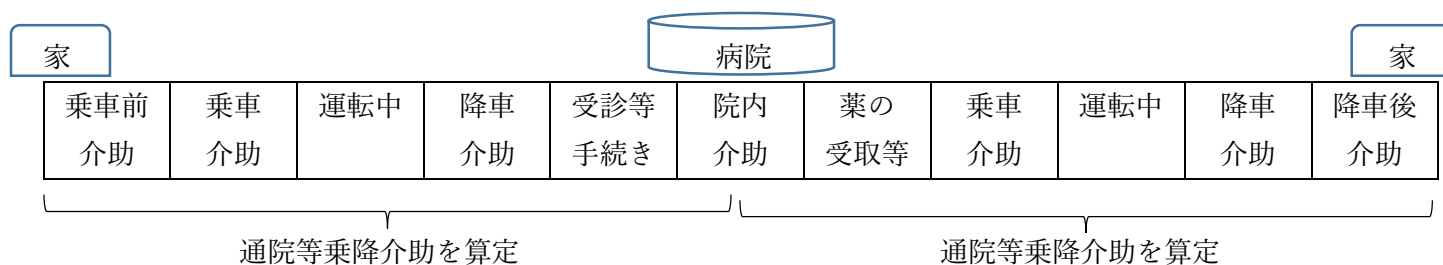 家 病院 家
乗車前 乗車 運転中 降車 受診等 院内 薬の 乗車 運転中 降車 降車後
介助 介助 介助 手続き 介助 受取等 介助 介助 介助
通院等乗降介助を算定 通院等乗降介助を算定